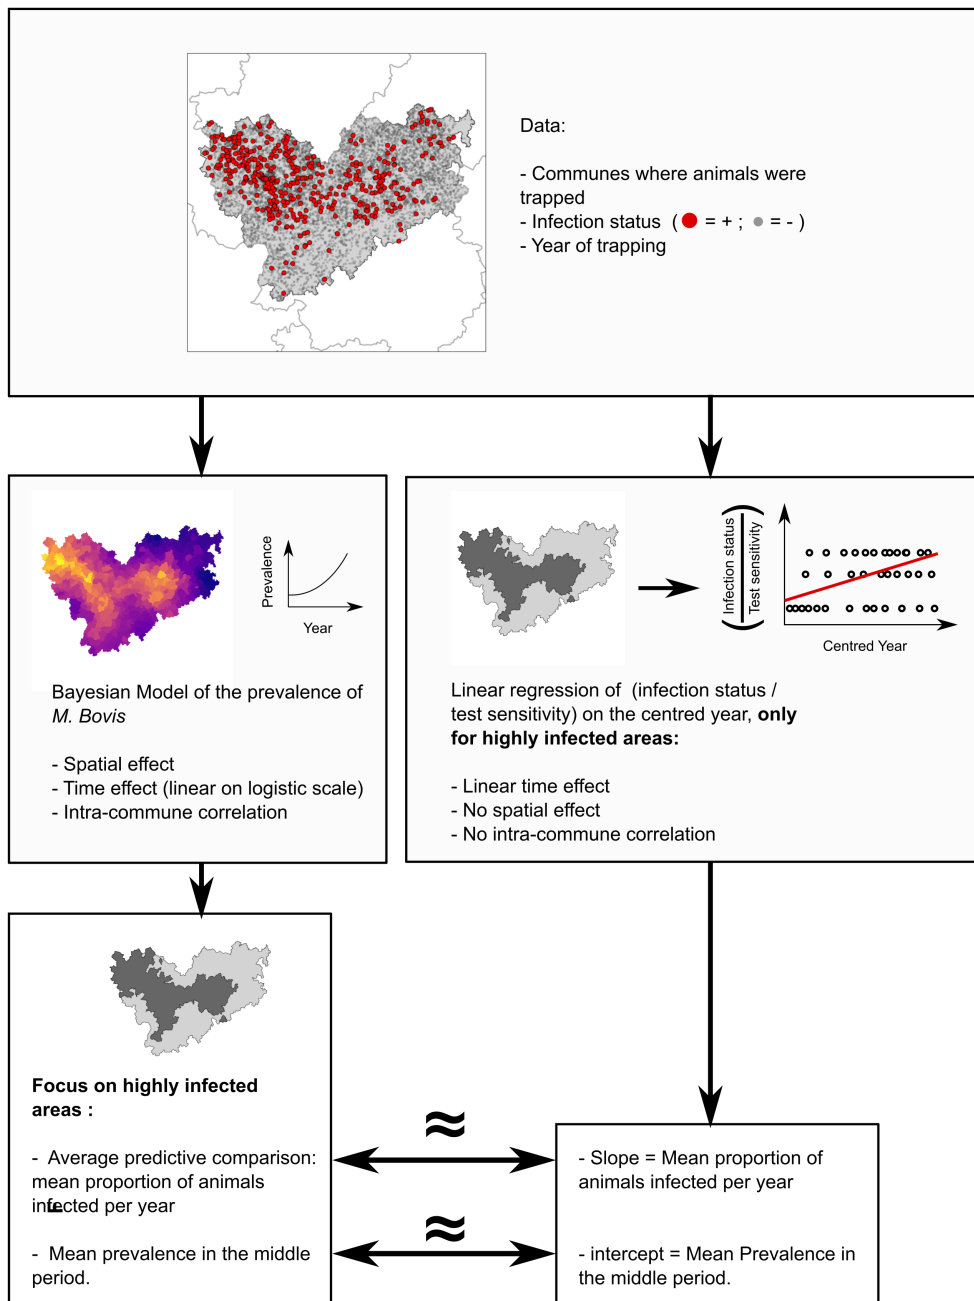 Data:
- Communes where animals were
trapped
- Infection status ( = + ; = - )
- Year of trapping
Prevalence
Year
Bayesian Model of the prevalence of
M. Bovis
- Spatial effect
- Time effect (linear on logistic scale)
- Intra-commune correlation
Infection status
Test sensitivity
Centred Year
Linear regression of (infection status /
test sensitivity) on the centred year, only
for highly infected areas:
- Linear time effect
- No spatial effect
- No intra-commune correlation
Focus on highly infected
areas :
- Average predictive comparison:
mean proportion of animals
infected per year
- Mean prevalence in the middle
period.
≈
≈
- Slope = Mean proportion of
animals infected per year
- intercept = Mean Prevalence in
the middle period.